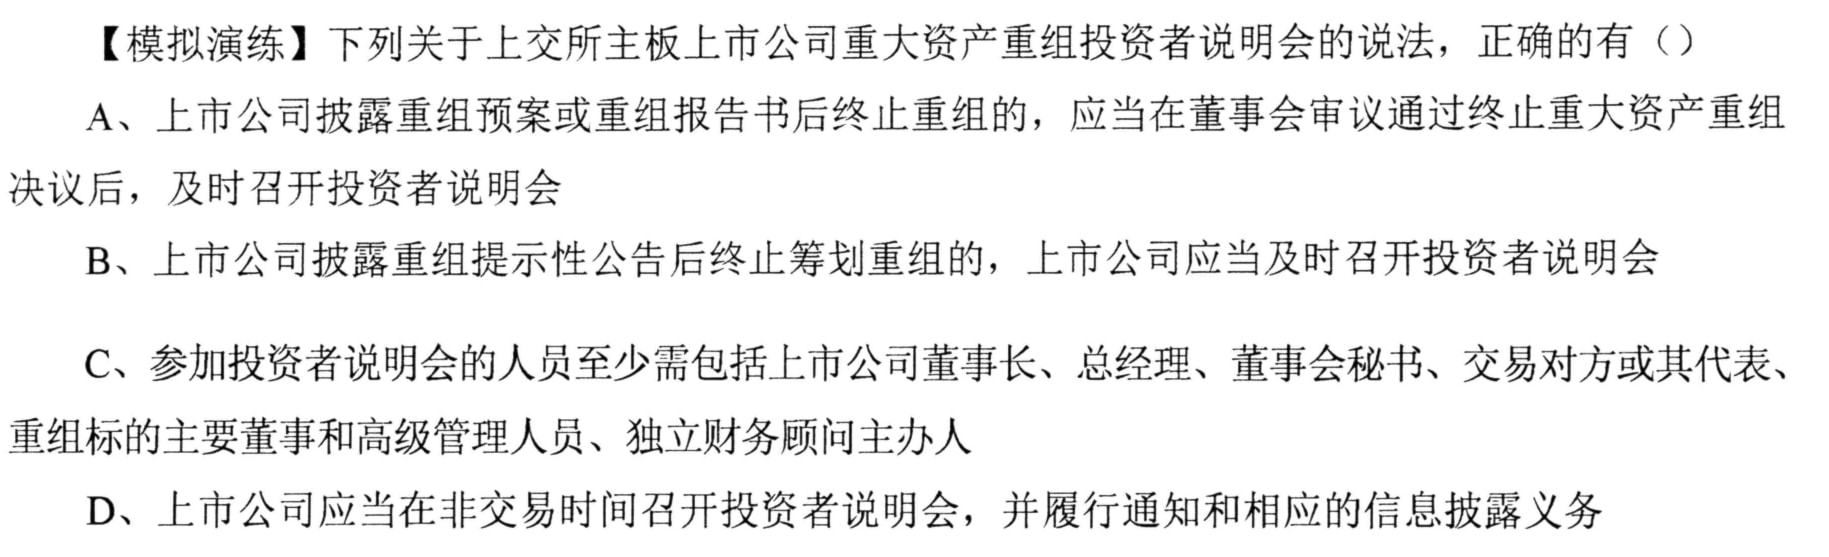 【模拟演练】下列关于上交所主板上市公司重大资产重组投资者说明会的说法，正确的有（）
A、上市公司披露重组预案或重组报告书后终止重组的，应当在董事会审议通过终止重大资产重组
决议后，及时召开投资者说明会
B、上市公司披露重组提示性公告后终止筹划重组的，上市公司应当及时召开投资者说明会
C、参加投资者说明会的人员至少需包括上市公司董事长、总经理、董事会秘书、交易对方或其代表、
重组标的主要董事和高级管理人员、独立财务顾问主办人
D、上市公司应当在非交易时间召开投资者说明会，并履行通知和相应的信息披露义务